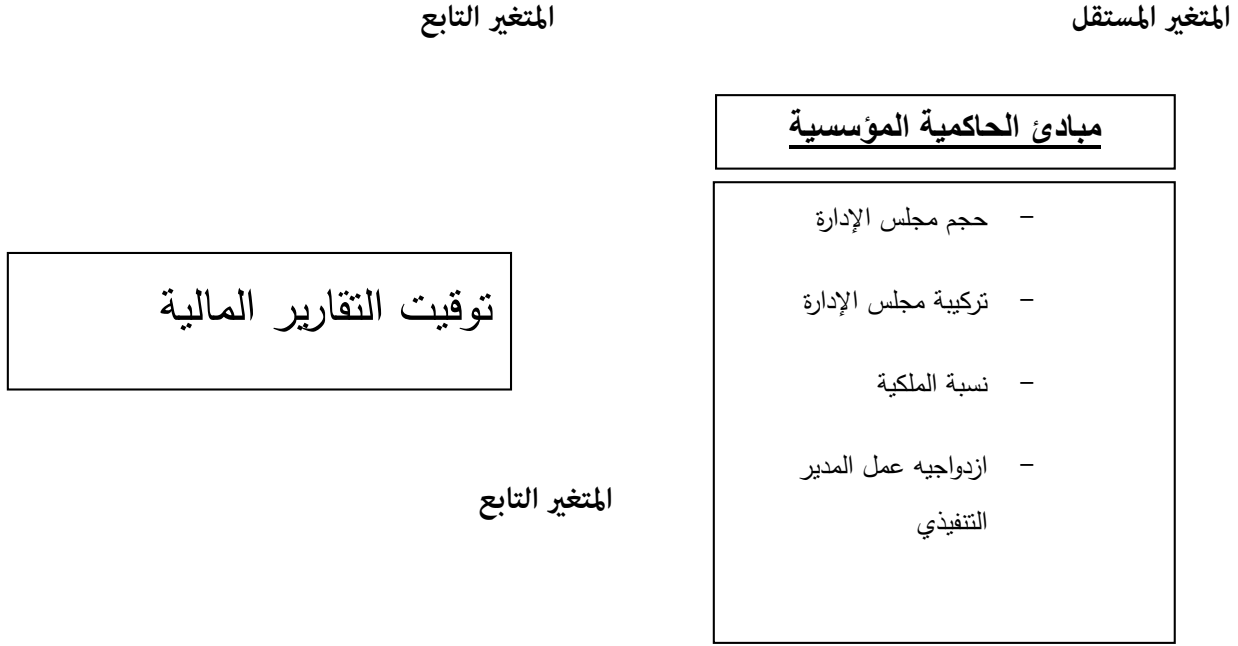 المتغير المستقل
المتغير التابع
مبادئ الحاكمية المؤسسية
- حجم مجلس الإدارة
- تركيبة مجلس الإدارة
- نسبة الملكية
- ازدواجيه عمل المدير
التنفيذي
توقيت التقارير المالية
المتغير التابع